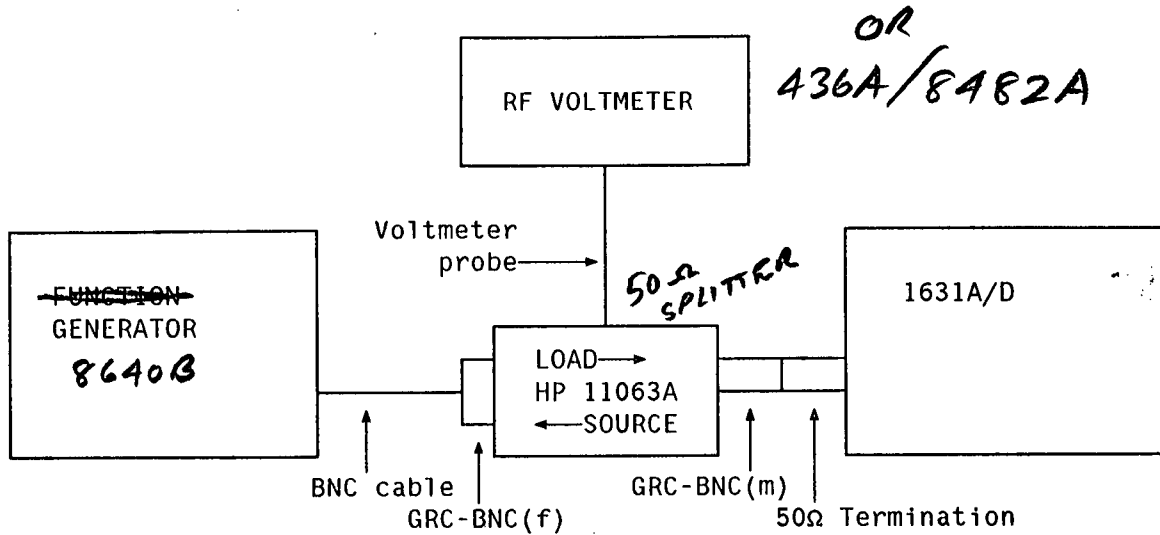 OR
436A/8482A
RF VOLTMETER
Voltmeter
probe
50Ω
SPLITTER
FUNCTION
GENERATOR
8640B
LOAD
HP 11063A
SOURCE
1631A/D
BNC cable
GRC-BNC(f)
GRC-BNC(m)
50Ω Termination